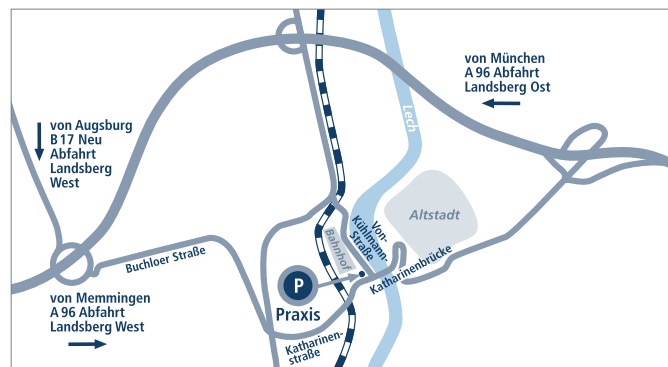 von München
A 96 Abfahrt
Landsberg Ost
von Augsburg
B 17 Neu
Abfahrt
Landsberg
West
Lech
Altstadt
Von-
Kühlmann-
Straße
Bahnhof
Buchloer Straße
Katharinenbrücke
P
Praxis
von Memmingen
A 96 Abfahrt
Landsberg West
Katharinen-
straße